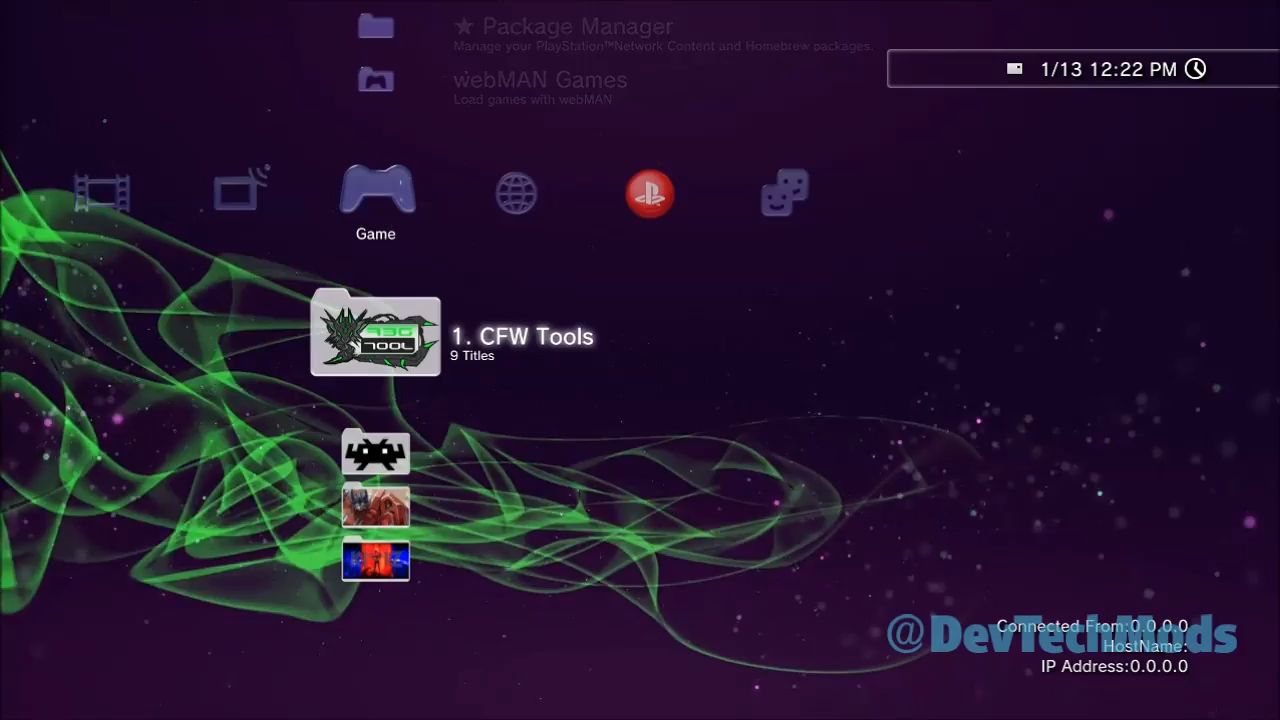 ★ Package Manager
Manage your PlayStation™Network Content and Homebrew packages.
webMAN Games
Load games with webMAN
1/13 12:22 PM
Game
1. CFW Tools
9 Titles
TOOL
@DevTechMods
Connected From:0.0.0.0
HostName:
IP Address:0.0.0.0